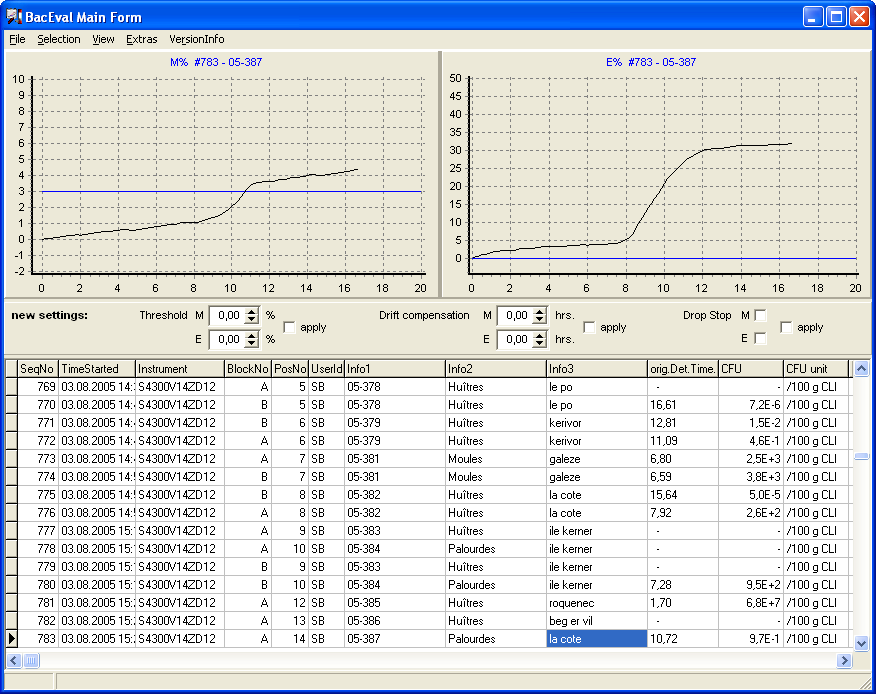 BacEval Main Form
File Selection View Extras VersionInfo
M% #783 - 05-387
10
9
8
7
6
5
4
3
2
1
0
-1
-2
0 2 4 6 8 10 12 14 16 18 20
E% #783 - 05-387
50
45
40
35
30
25
20
15
10
5
0
0 2 4 6 8 10 12 14 16 18 20
new settings: Threshold M 0,00 % apply Drift compensation M 0,00 hrs. apply Drop Stop M apply
E 0,00 % E 0,00 hrs. E
SeqNo TimeStarted Instrument BlockNo PosNo UserId Info1 Info2 Info3 orig.Det.Time. CFU CFU unit
769 03.08.2005 14: S4300V14ZD12 A 5 SB 05-378 Huîtres le po - - /100 g CLI
770 03.08.2005 14: S4300V14ZD12 B 5 SB 05-378 Huîtres le po 16,61 7,2E-6 /100 g CLI
771 03.08.2005 14: S4300V14ZD12 B 6 SB 05-379 Huîtres kerivor 12,81 1,5E-2 /100 g CLI
772 03.08.2005 14: S4300V14ZD12 A 6 SB 05-379 Huîtres kerivor 11,09 4,6E-1 /100 g CLI
773 03.08.2005 14: S4300V14ZD12 A 7 SB 05-381 Moules galeze 6,80 2,5E+3 /100 g CLI
774 03.08.2005 14: S4300V14ZD12 B 7 SB 05-381 Moules galeze 6,59 3,8E+3 /100 g CLI
775 03.08.2005 14: S4300V14ZD12 B 8 SB 05-382 Huîtres la cote 15,64 5,0E-5 /100 g CLI
776 03.08.2005 14: S4300V14ZD12 A 8 SB 05-382 Huîtres la cote 7,92 2,6E+2 /100 g CLI
777 03.08.2005 15: S4300V14ZD12 A 9 SB 05-383 Huîtres ile kerner - - /100 g CLI
778 03.08.2005 15: S4300V14ZD12 A 10 SB 05-384 Palourdes ile kerner - - /100 g CLI
779 03.08.2005 15: S4300V14ZD12 B 9 SB 05-383 Huîtres ile kerner - - /100 g CLI
780 03.08.2005 15: S4300V14ZD12 B 10 SB 05-384 Palourdes ile kerner 7,28 9,5E+2 /100 g CLI
781 03.08.2005 15: S4300V14ZD12 A 12 SB 05-385 Huîtres roquenec 1,70 6,8E+7 /100 g CLI
782 03.08.2005 15: S4300V14ZD12 A 13 SB 05-386 Huîtres beg er vil - - /100 g CLI
783 03.08.2005 15: S4300V14ZD12 A 14 SB 05-387 Palourdes la cote 10,72 9,7E-1 /100 g CLI